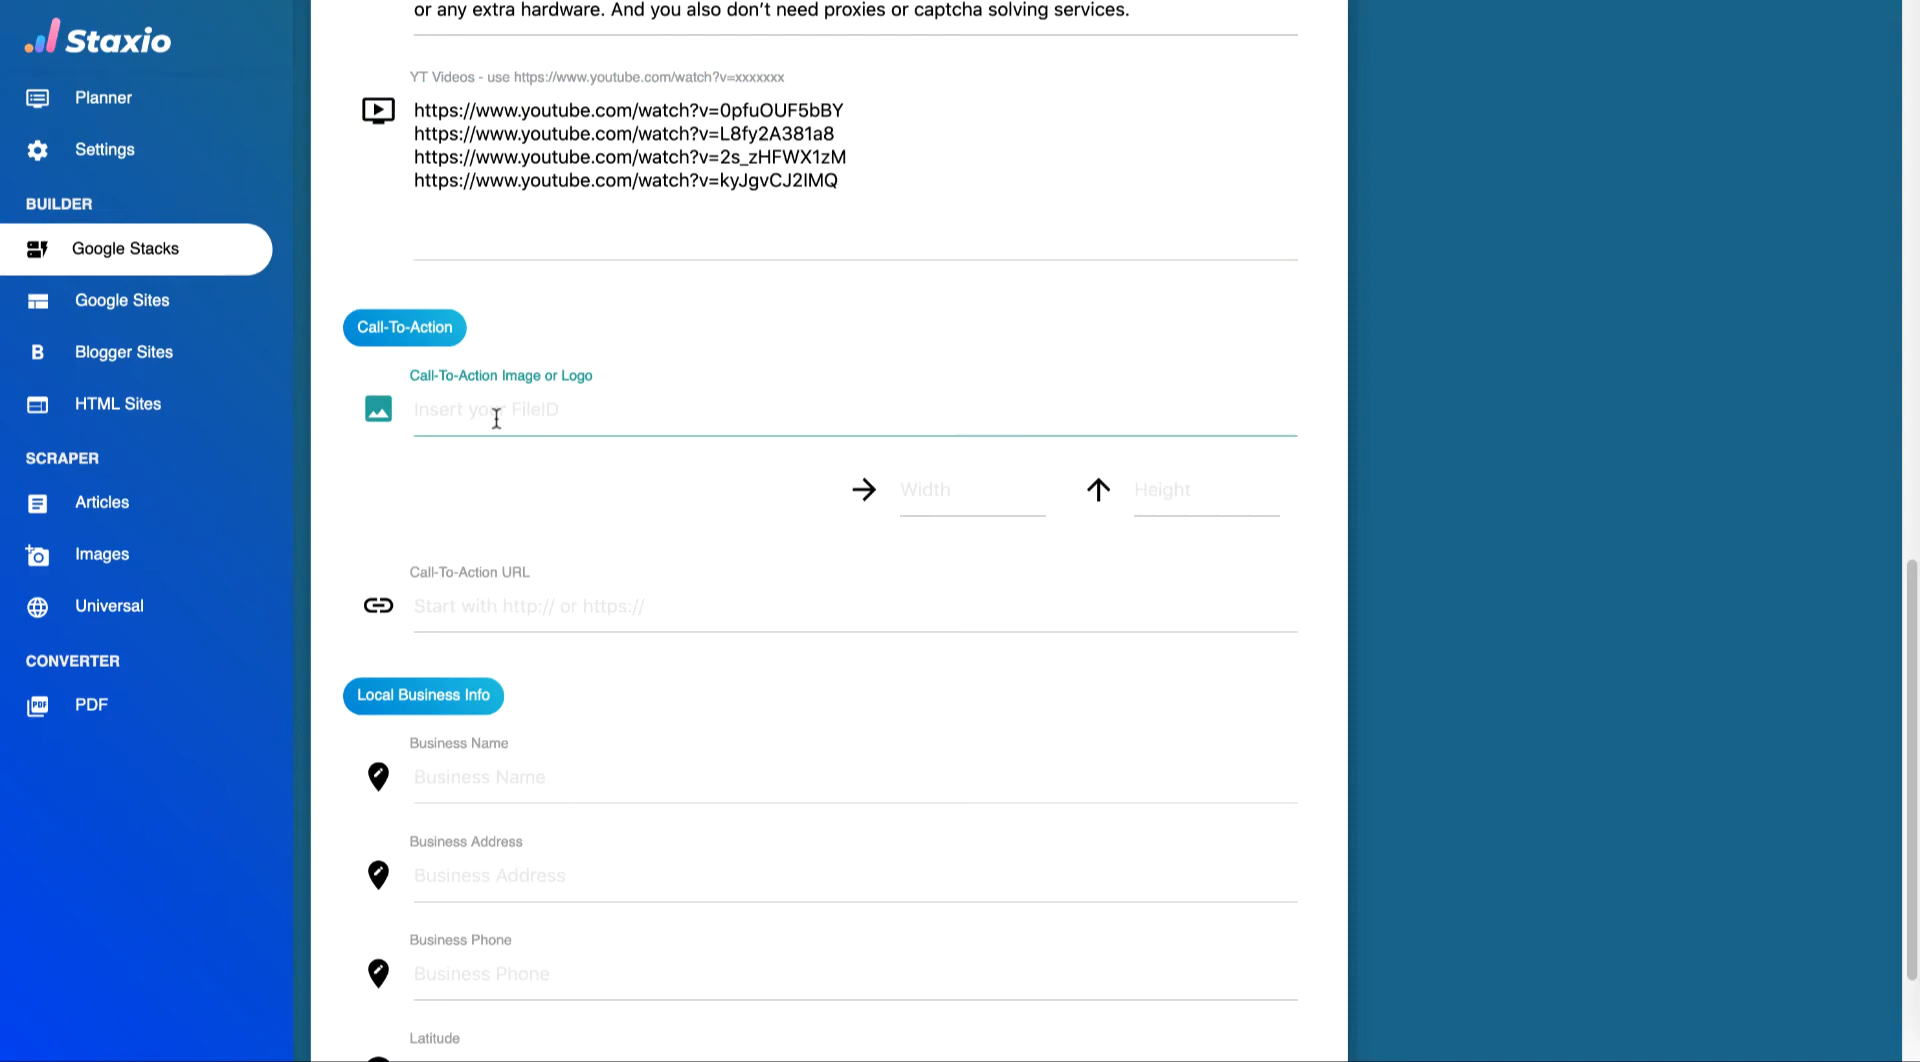 Staxio
Planner
Settings
BUILDER
Google Stacks
Google Sites
B
Blogger Sites
HTML Sites
SCRAPER
Articles
Images
Universal
CONVERTER
PDF
PDF
or any extra hardware. And you also don't need proxies or captcha solving services.
YT Videos - use https://www.youtube.com/watch?v=xxxxxxx
https://www.youtube.com/watch?v=0pfuOUF5bBY
https://www.youtube.com/watch?v=L8fy2A381a8
https://www.youtube.com/watch?v=2s_zHFWX1zM
https://www.youtube.com/watch?v=kyJgvCJ2IMQ
Call-To-Action
Call-To-Action Image or Logo
Insert your FileID
Width
Height
Call-To-Action URL
Start with http:// or https://
Local Business Info
Business Name
Business Name
Business Address
Business Address
Business Phone
Business Phone
Latitude